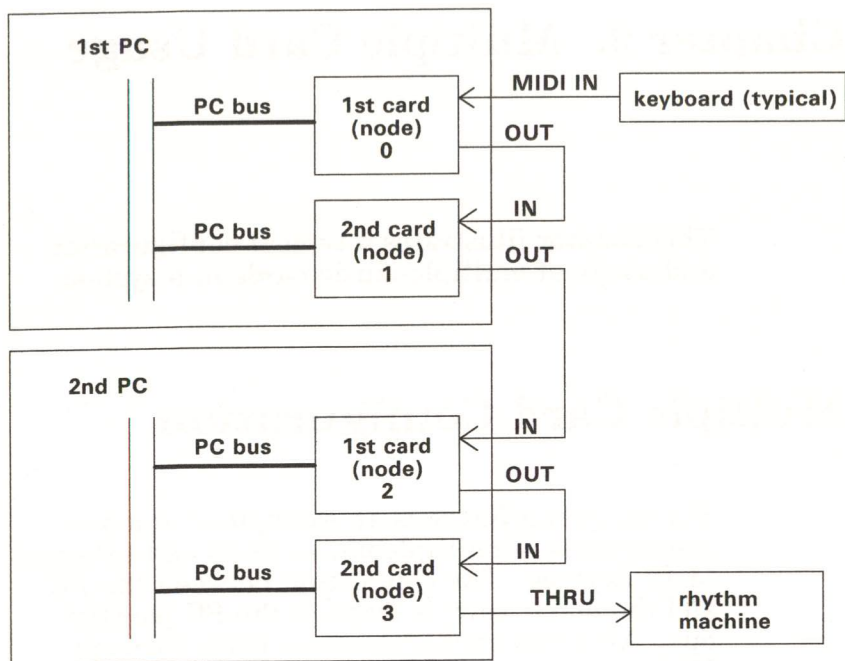 1st PC
PC bus
1st card
(node)
0
MIDI IN
keyboard (typical)
OUT
IN
PC bus
2nd card
(node)
1
OUT
2nd PC
IN
PC bus
1st card
(node)
2
OUT
IN
PC bus
2nd card
(node)
3
THRU
rhythm
machine